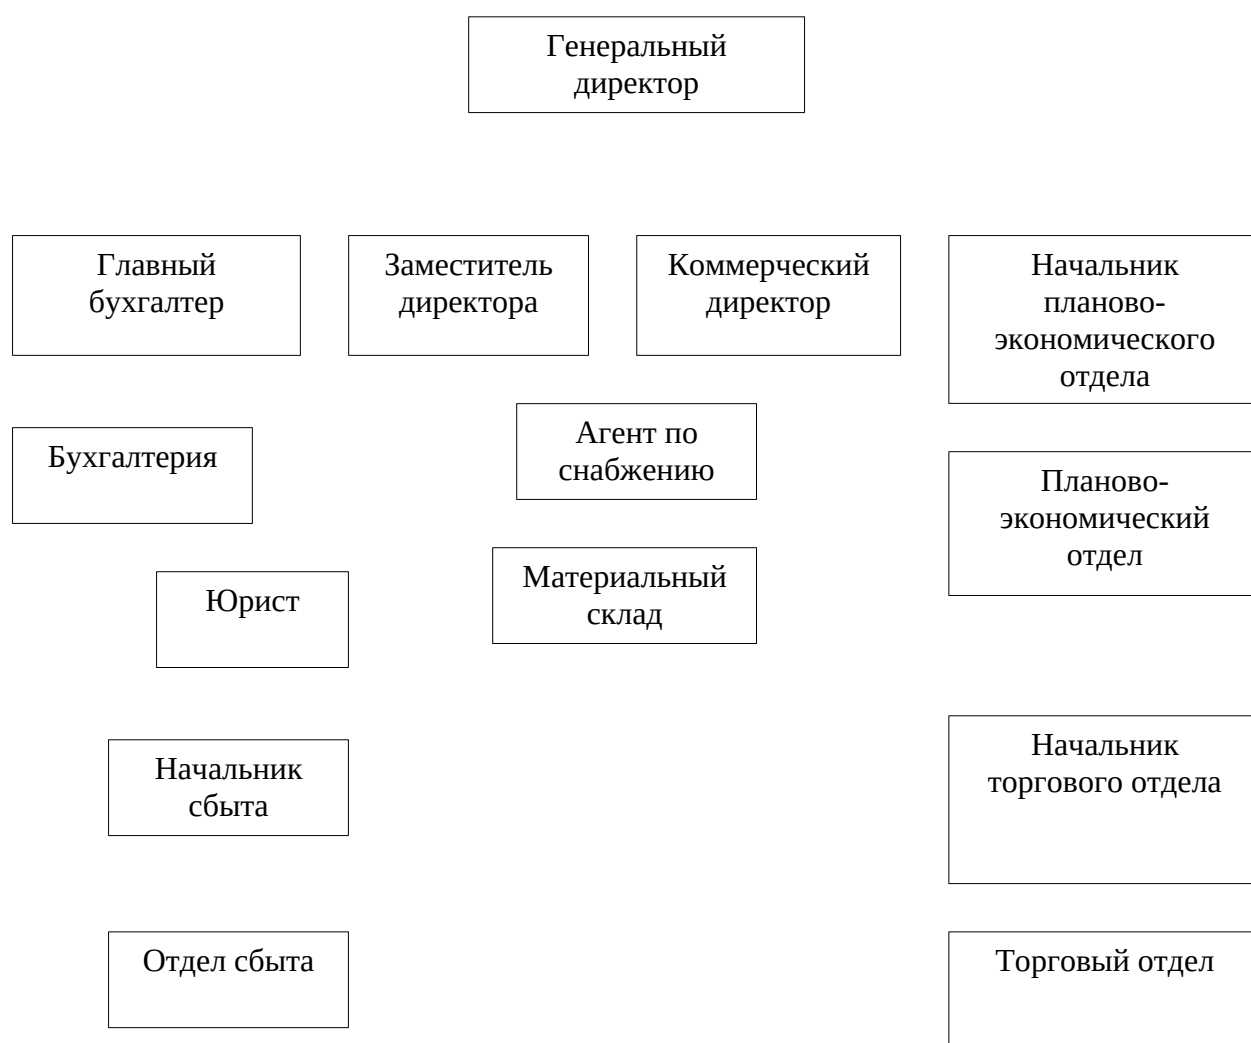 Генеральный
директор
Главный
бухгалтер
Заместитель
директора
Коммерческий
директор
Начальник
планово-
экономического
отдела
Агент по
снабжению
Бухгалтерия
Планово-
экономический
отдел
Материальный
склад
Юрист
Начальник
торгового отдела
Начальник
сбыта
Отдел сбыта
Торговый отдел